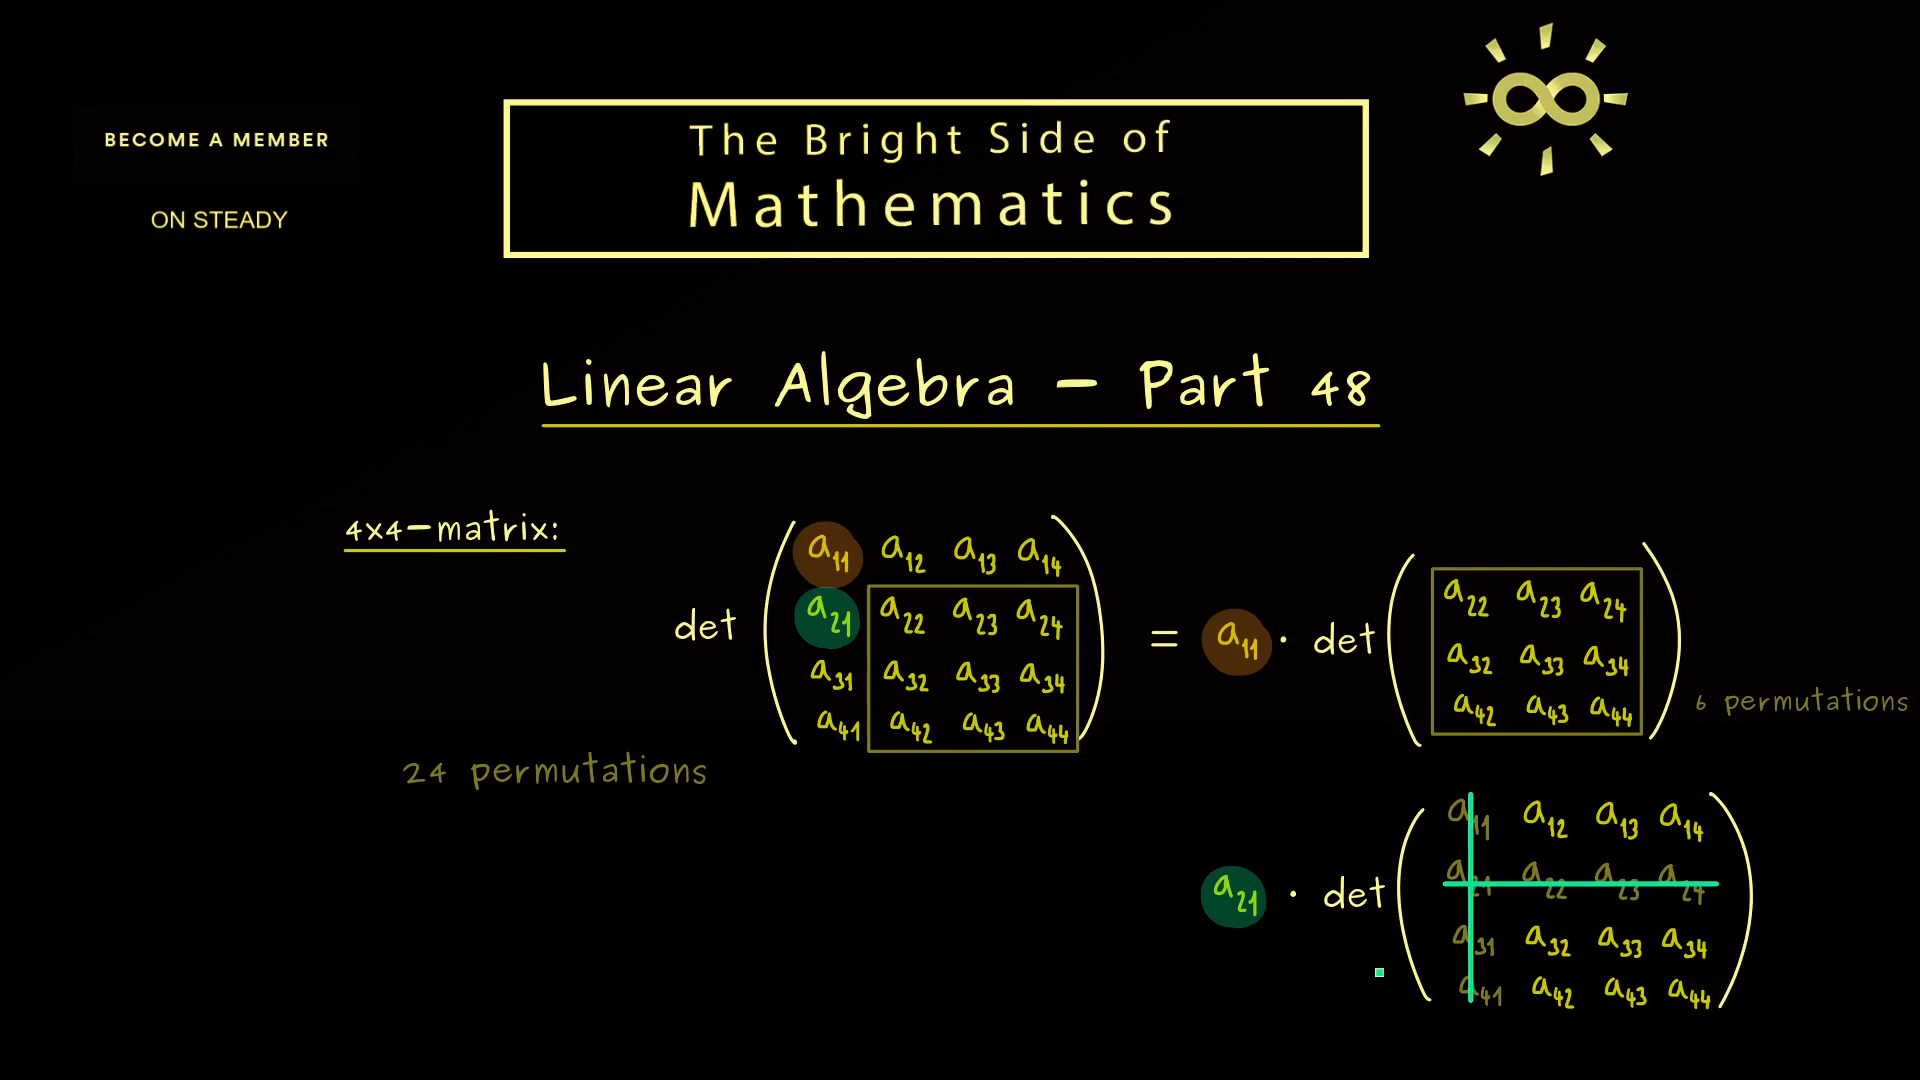 BECOME A MEMBER
ON STEADY
The Bright Side of
Mathematics
Linear Algebra - Part 48
4x4-matrix:
det ( a11 a12 a13 a14
a21 a22 a23 a24
a31 a32 a33 a34
a41 a42 a43 a44 )
= a11 · det ( a22 a23 a24
a32 a33 a34
a42 a43 a44 )
6 permutations
24 permutations
a21 · det ( a11 a12 a13 a14
a21 a22 a23 a24
a31 a32 a33 a34
a41 a42 a43 a44 )